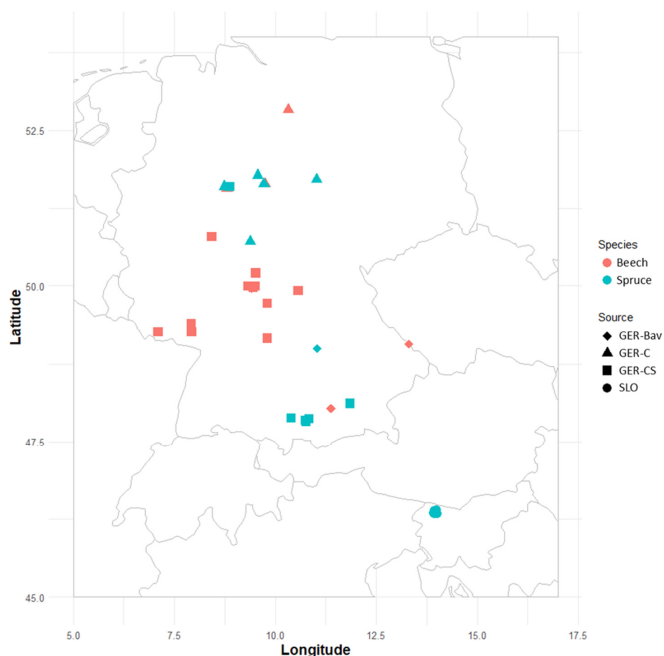 52.5
50.0
47.5
45.0
Latitude
5.0 7.5 10.0 12.5 15.0 17.5
Longitude
Species
Beech
Spruce
Source
GER-Bav
GER-C
GER-CS
SLO